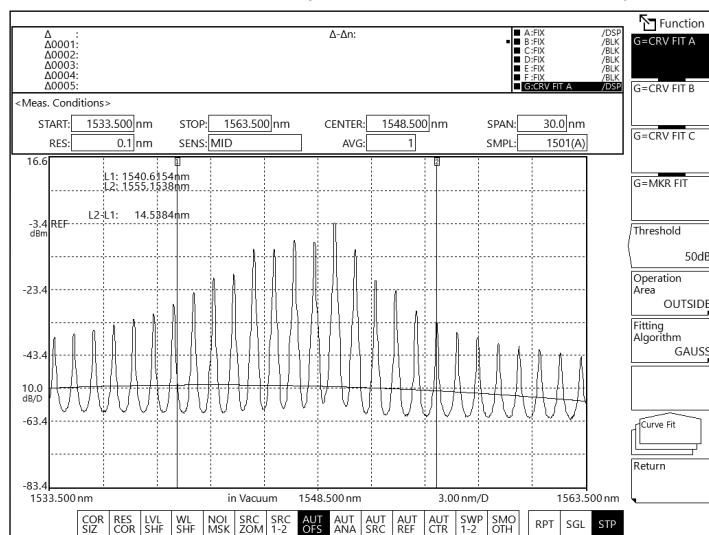 Δ :
Δ0001:
Δ0002:
Δ0003:
Δ0004:
Δ0005:
Δ-Δn:
A:FIX /DSP
B:FIX /BLK
C:FIX /BLK
D:FIX /BLK
E:FIX /BLK
F:FIX /BLK
G:CRV FIT A /DSP
<Meas. Conditions>
START: 1533.500 nm STOP: 1563.500 nm CENTER: 1548.500 nm SPAN: 30.0 nm
RES: 0.1 nm SENS: MID AVG: 1 SMPL: 1501(A)
16.6
1
2
L1: 1540.6154nm
L2: 1555.1538nm
L2-L1: 14.5384nm
-3.4 REF
dBm
-23.4
-43.4
10.0
dB/D
-63.4
-83.4
1533.500 nm in Vacuum 1548.500 nm 3.00 nm/D 1563.500 nm
COR SIZ
RES COR
LVL SHF
WL SHF
NOI MSK
SRC ZOM
SRC 1-2
AUT OFS
AUT ANA
AUT SRC
AUT REF
AUT CTR
SWP 1-2
SMO OTH
RPT
SGL
STP
Function
G=CRV FIT A
G=CRV FIT B
G=CRV FIT C
G=MKR FIT
Threshold
50dB
Operation
Area
OUTSIDE
Fitting
Algorithm
GAUSS
Curve Fit
Return